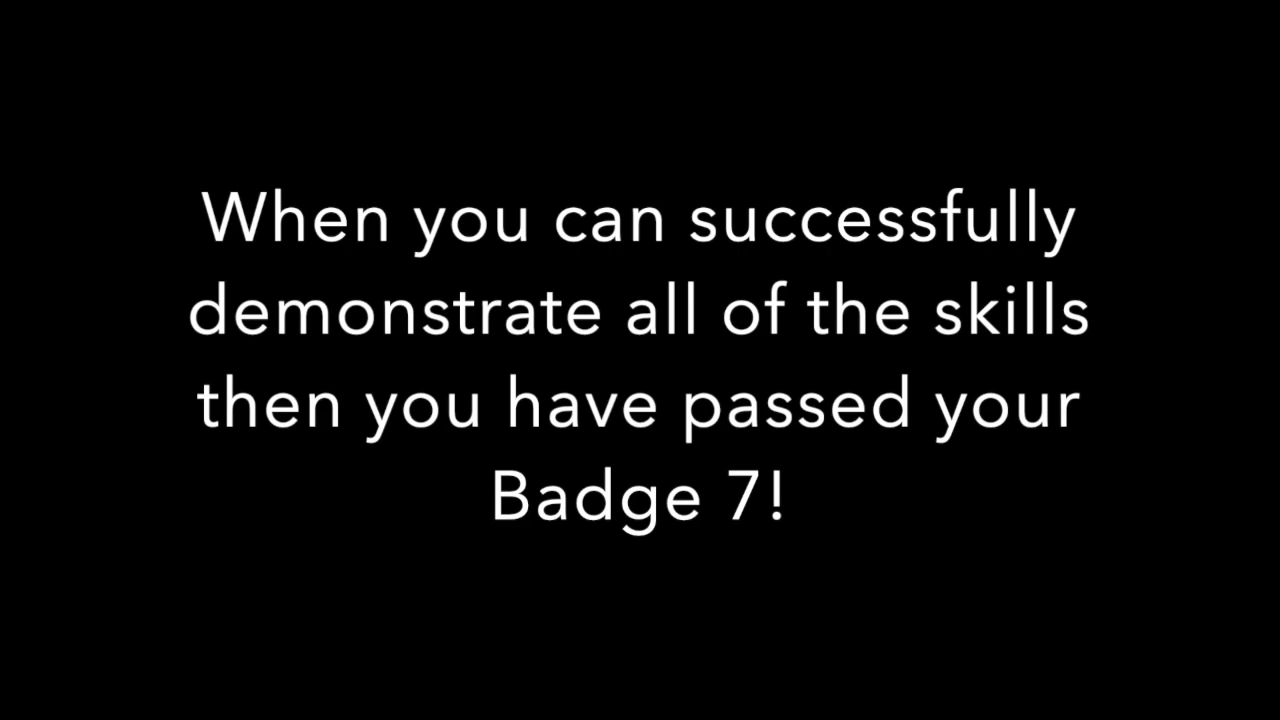 When you can successfully
demonstrate all of the skills
then you have passed your
Badge 7!